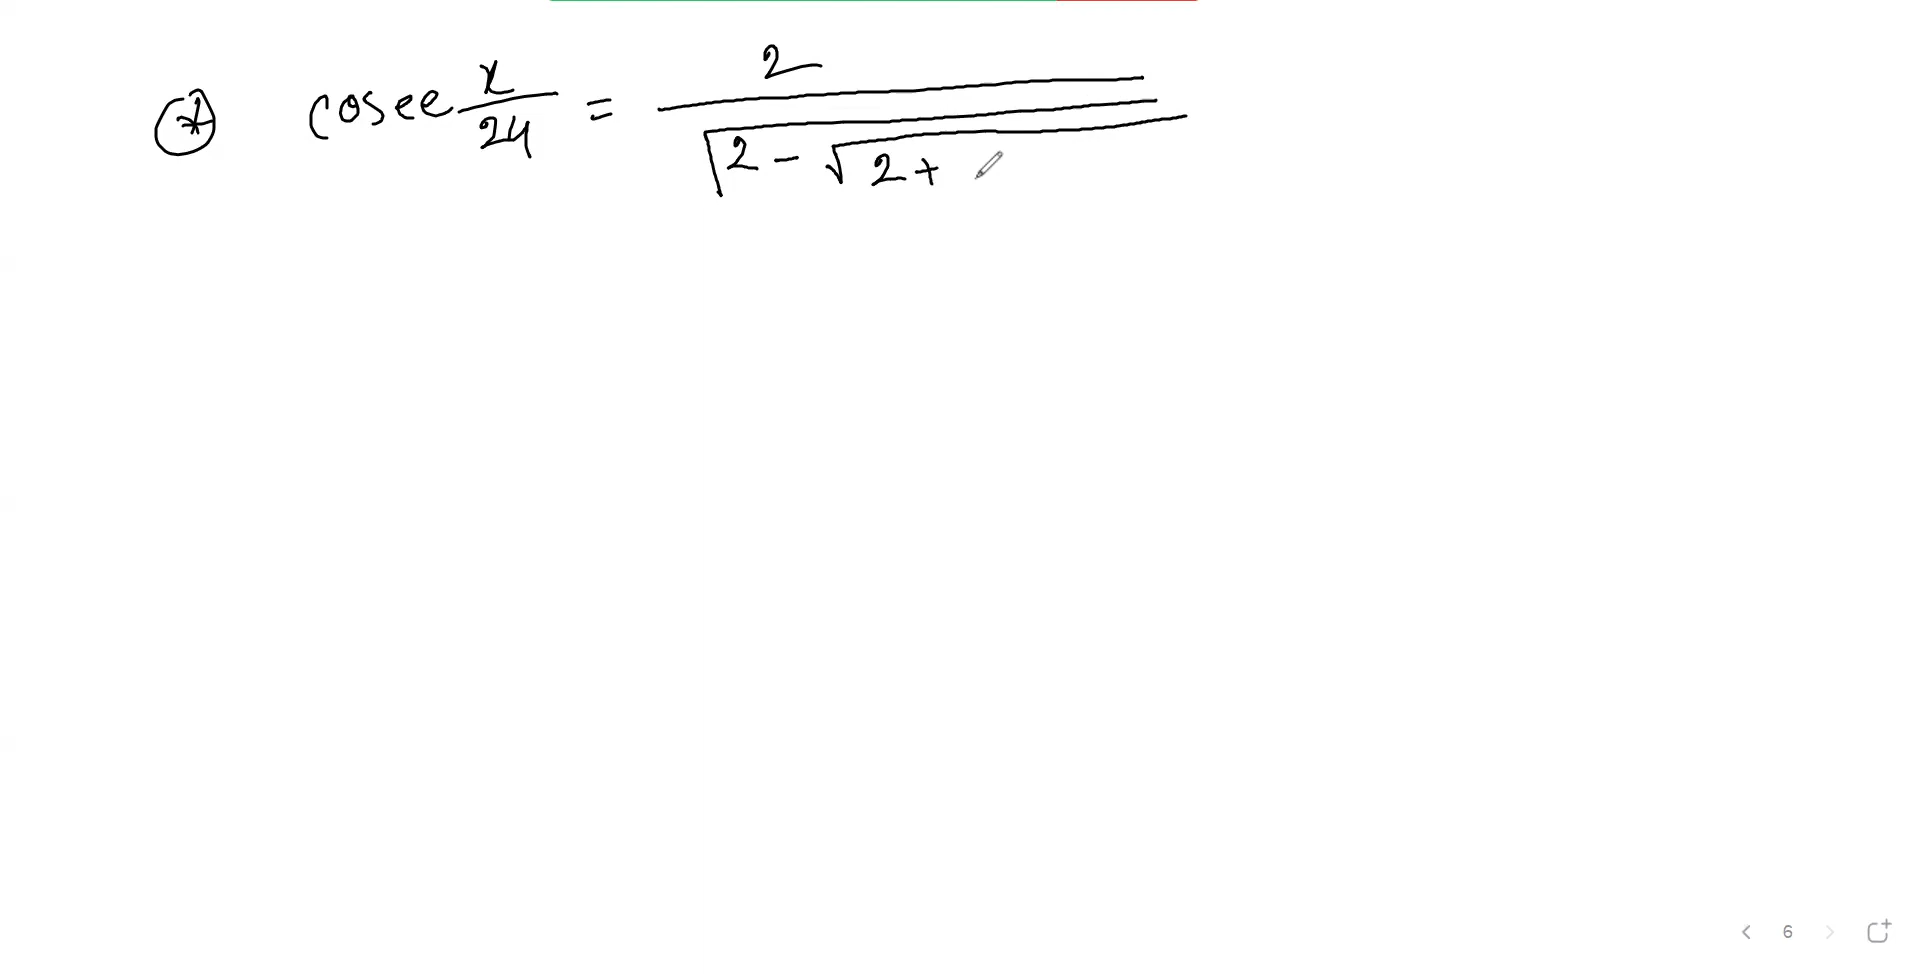 * cosec x/24 = 2/√(2 - √(2 +
6